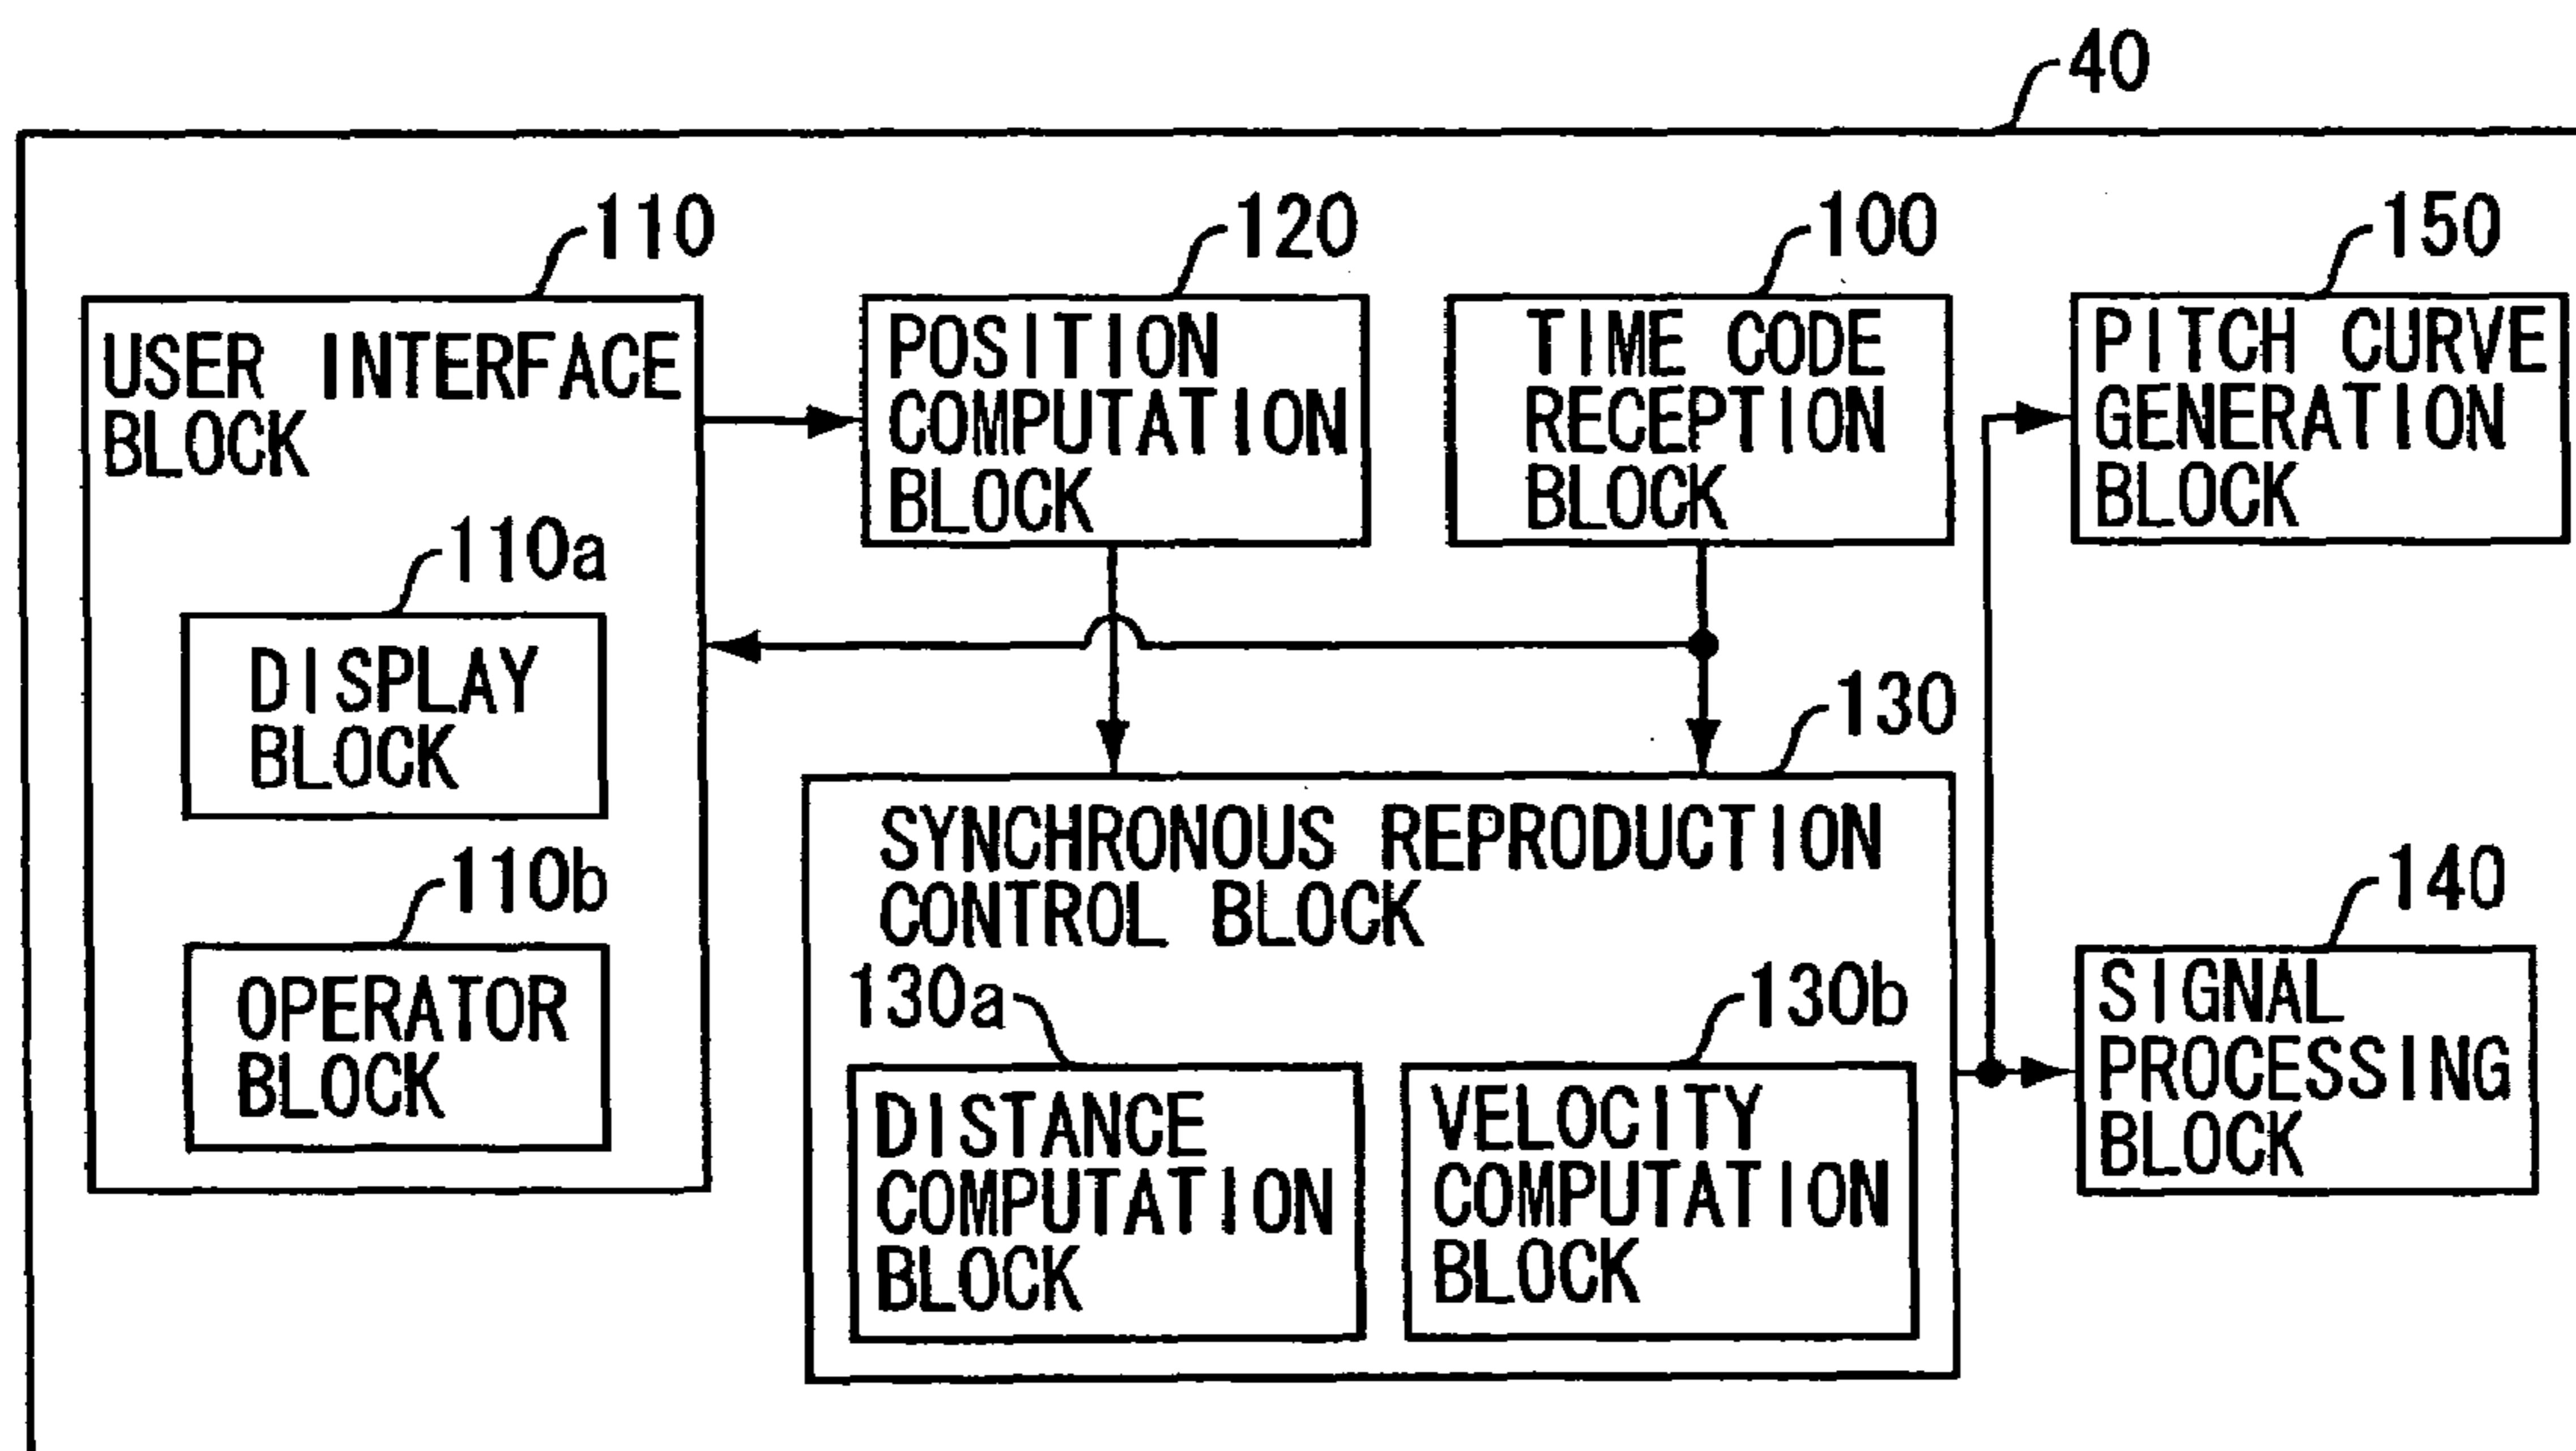 40
110
USER INTERFACE
BLOCK
110a
DISPLAY
BLOCK
110b
OPERATOR
BLOCK
120
POSITION
COMPUTATION
BLOCK
100
TIME CODE
RECEPTION
BLOCK
150
PITCH CURVE
GENERATION
BLOCK
130
SYNCHRONOUS REPRODUCTION
CONTROL BLOCK
130a
DISTANCE
COMPUTATION
BLOCK
130b
VELOCITY
COMPUTATION
BLOCK
140
SIGNAL
PROCESSING
BLOCK